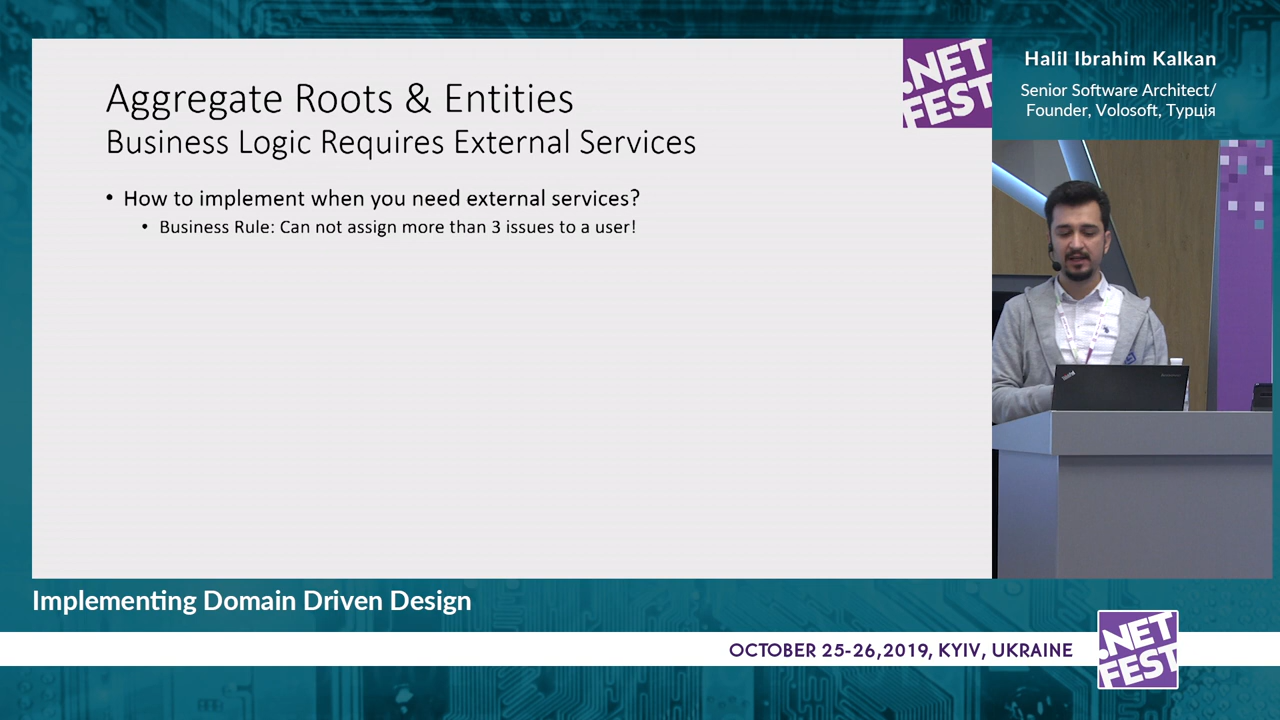 Aggregate Roots & Entities
Business Logic Requires External Services
• How to implement when you need external services?
• Business Rule: Can not assign more than 3 issues to a user!
.NET
FEST
Halil Ibrahim Kalkan
Senior Software Architect/
Founder, Volosoft, Турція
ThinkPad
Implementing Domain Driven Design
OCTOBER 25-26,2019, KYIV, UKRAINE
.NET
FEST